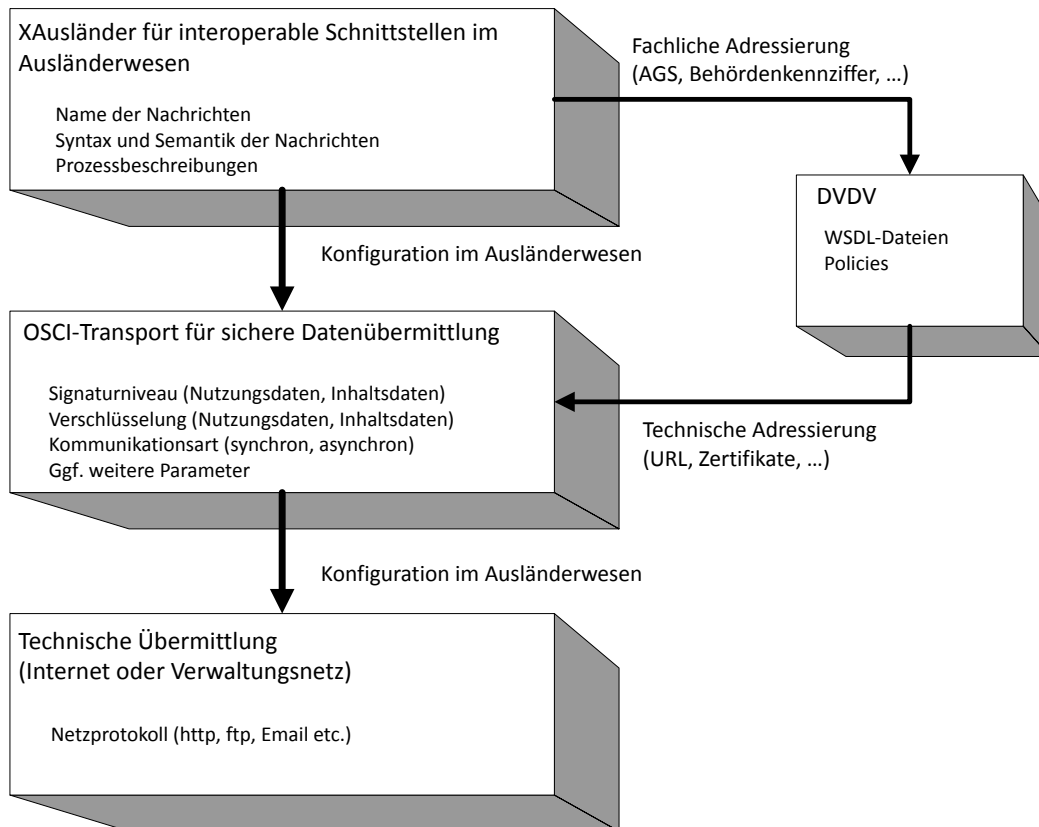 XAusländer für interoperable Schnittstellen im
Ausländerwesen
Name der Nachrichten
Syntax und Semantik der Nachrichten
Prozessbeschreibungen
Fachliche Adressierung
(AGS, Behördenkennziffer, ...)
DVDV
WSDL-Dateien
Policies
Konfiguration im Ausländerwesen
OSCI-Transport für sichere Datenübermittlung
Signaturniveau (Nutzungsdaten, Inhaltsdaten)
Verschlüsselung (Nutzungsdaten, Inhaltsdaten)
Kommunikationsart (synchron, asynchron)
Ggf. weitere Parameter
Technische Adressierung
(URL, Zertifikate, ...)
Konfiguration im Ausländerwesen
Technische Übermittlung
(Internet oder Verwaltungsnetz)
Netzprotokoll (http, ftp, Email etc.)